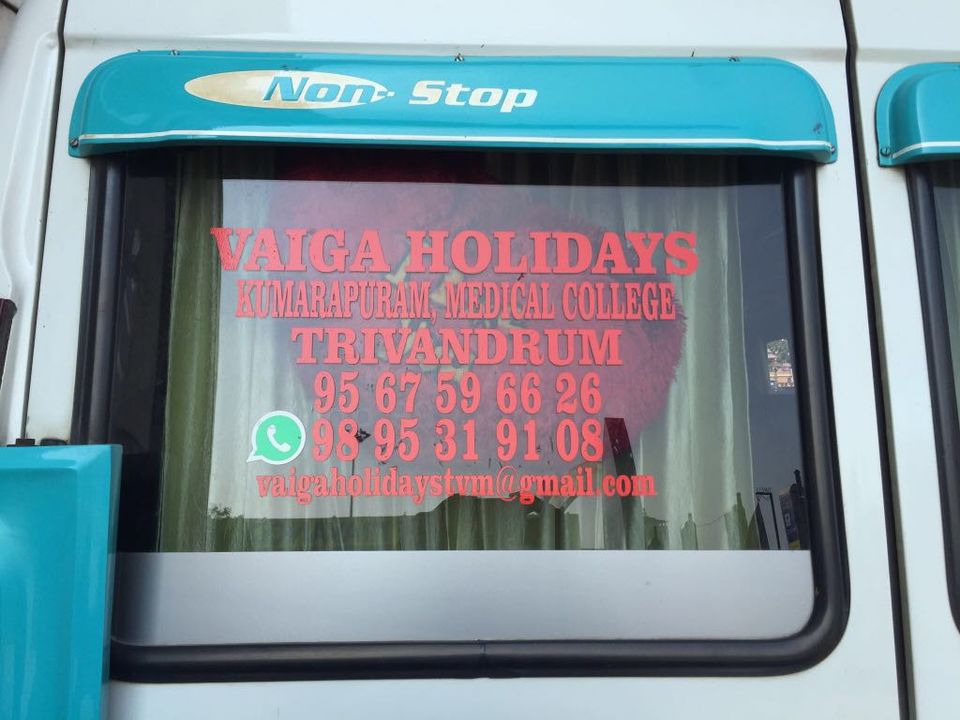 Non-Stop
VAIGA HOLIDAYS
KUMARAPURAM, MEDICAL COLLEGE
TRIVANDRUM
95 67 59 66 26
98 95 31 91 08
vaigaholidaystvm@gmail.com